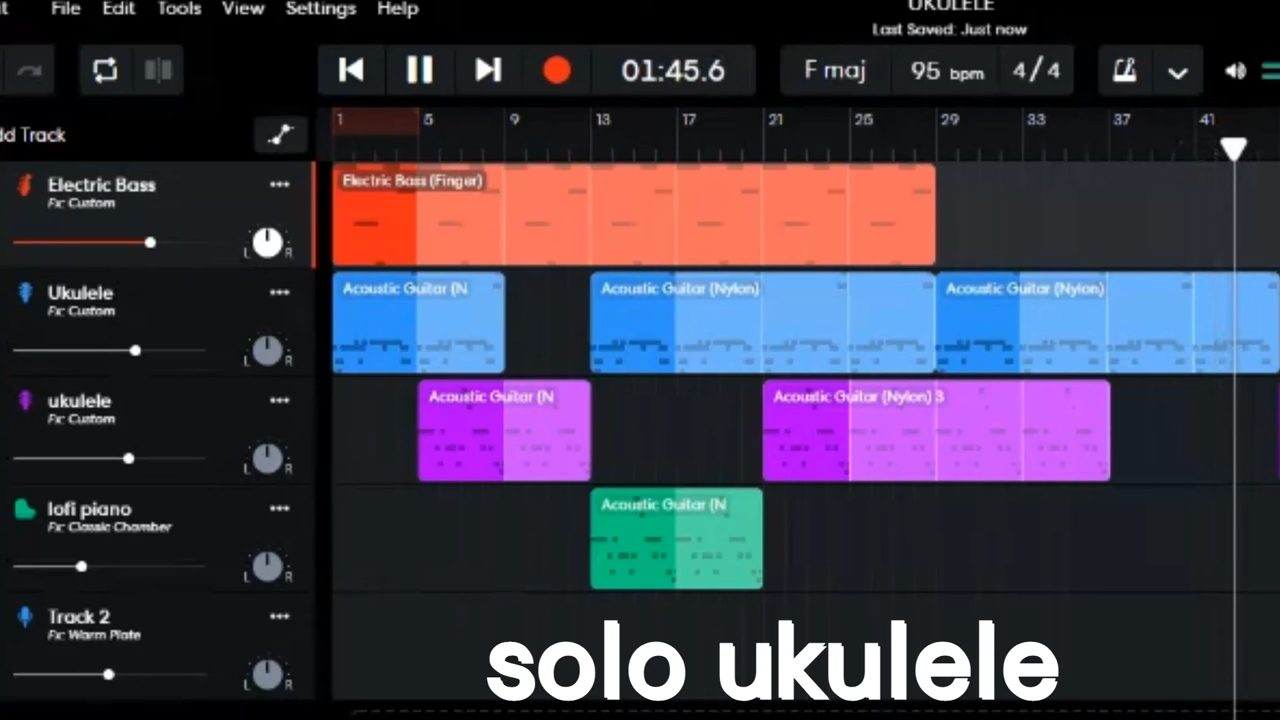 File Edit Tools View Settings Help
UKULELE
Last Saved: Just now
01:45.6 F maj 95 bpm 4/4
dd Track
1 5 9 13 17 21 25 29 33 37 41
Electric Bass
Fx: Custom
L R
Electric Bass (Finger)
Ukulele
Fx: Custom
L R
Acoustic Guitar (N Acoustic Guitar (Nylon) Acoustic Guitar (Nylon)
ukulele
Fx: Custom
L R
Acoustic Guitar (N Acoustic Guitar (Nylon) 3
lofi piano
Fx: Classic Chamber
L R
Acoustic Guitar (N
Track 2
Fx: Warm Plate
L R
solo ukulele